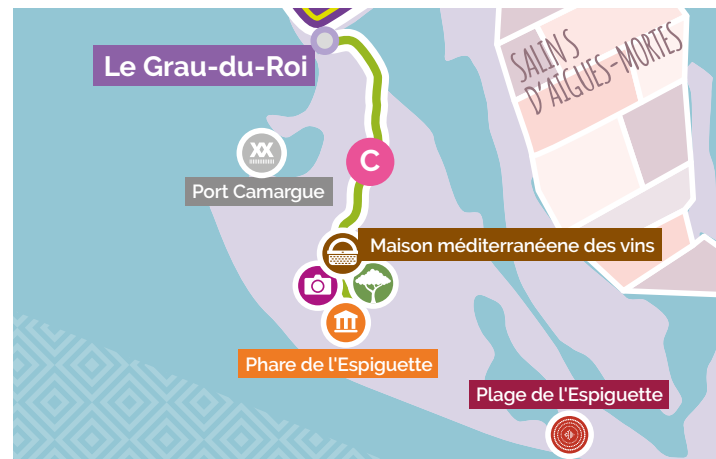 SALINS
D'AIGUES-MORTES
Le Grau-du-Roi
C
Port Camargue
Maison méditerranéene des vins
Phare de l'Espiguette
Plage de l'Espiguette